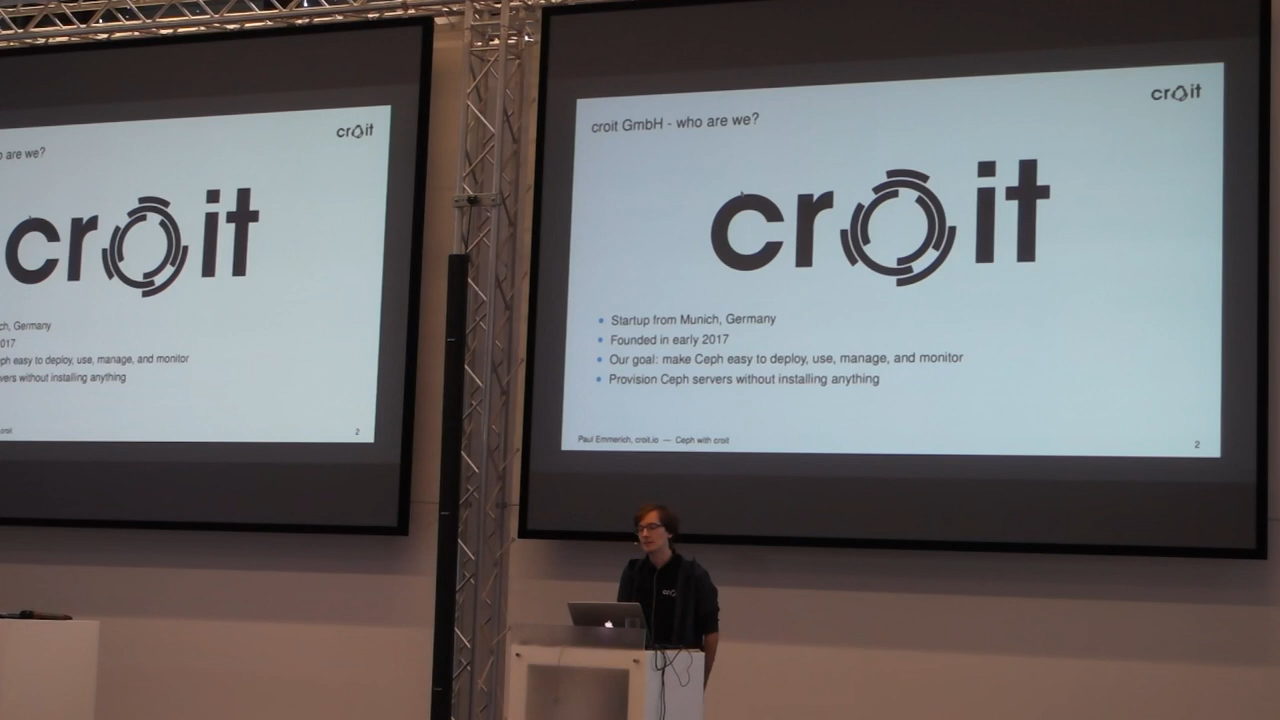 o are we?
croit
croit
ch, Germany
017
ph easy to deploy, use, manage, and monitor
vers without installing anything
croit
2
croit GmbH - who are we?
croit
croit
Startup from Munich, Germany
Founded in early 2017
Our goal: make Ceph easy to deploy, use, manage, and monitor
Provision Ceph servers without installing anything
Paul Emmerich, croit.io — Ceph with croit
2